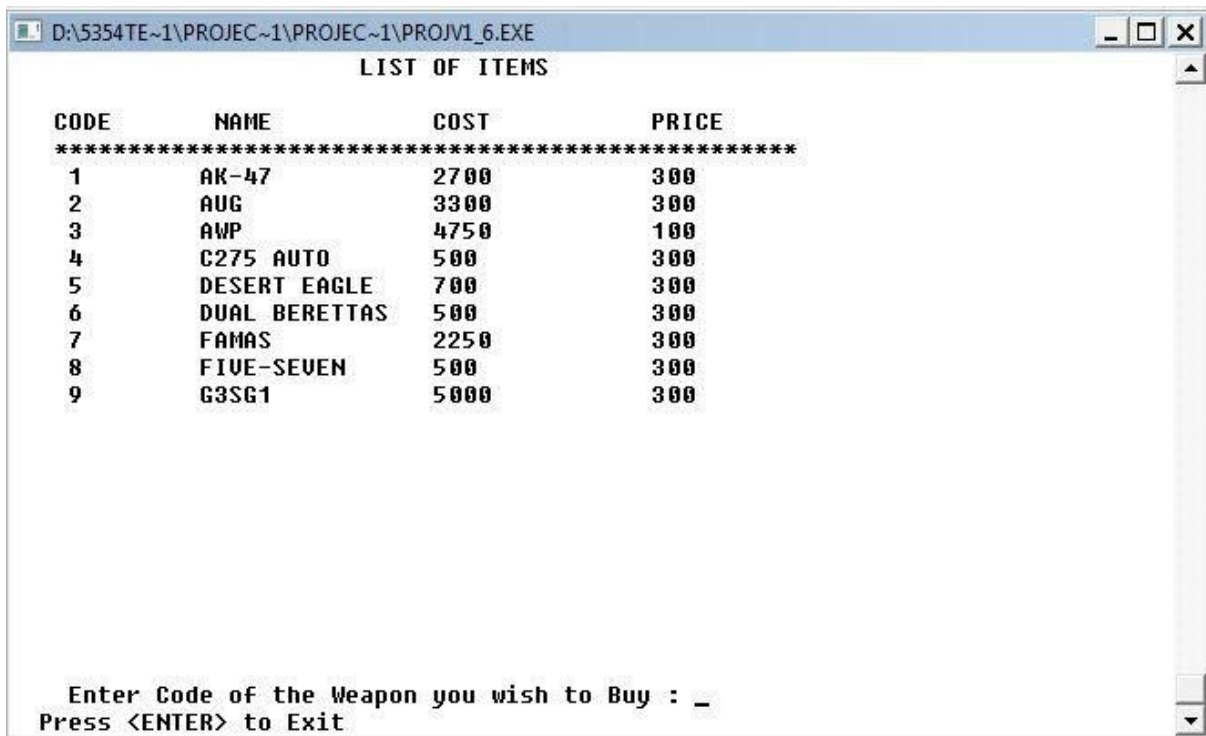 D:\5354TE~1\PROJEC~1\PROJEC~1\PROJV1_6.EXE
LIST OF ITEMS
CODE NAME COST PRICE
***************************************************
1 AK-47 2700 300
2 AUG 3300 300
3 AWP 4750 100
4 C275 AUTO 500 300
5 DESERT EAGLE 700 300
6 DUAL BERETTAS 500 300
7 FAMAS 2250 300
8 FIVE-SEVEN 500 300
9 G3SG1 5000 300
Enter Code of the Weapon you wish to Buy : _
Press <ENTER> to Exit